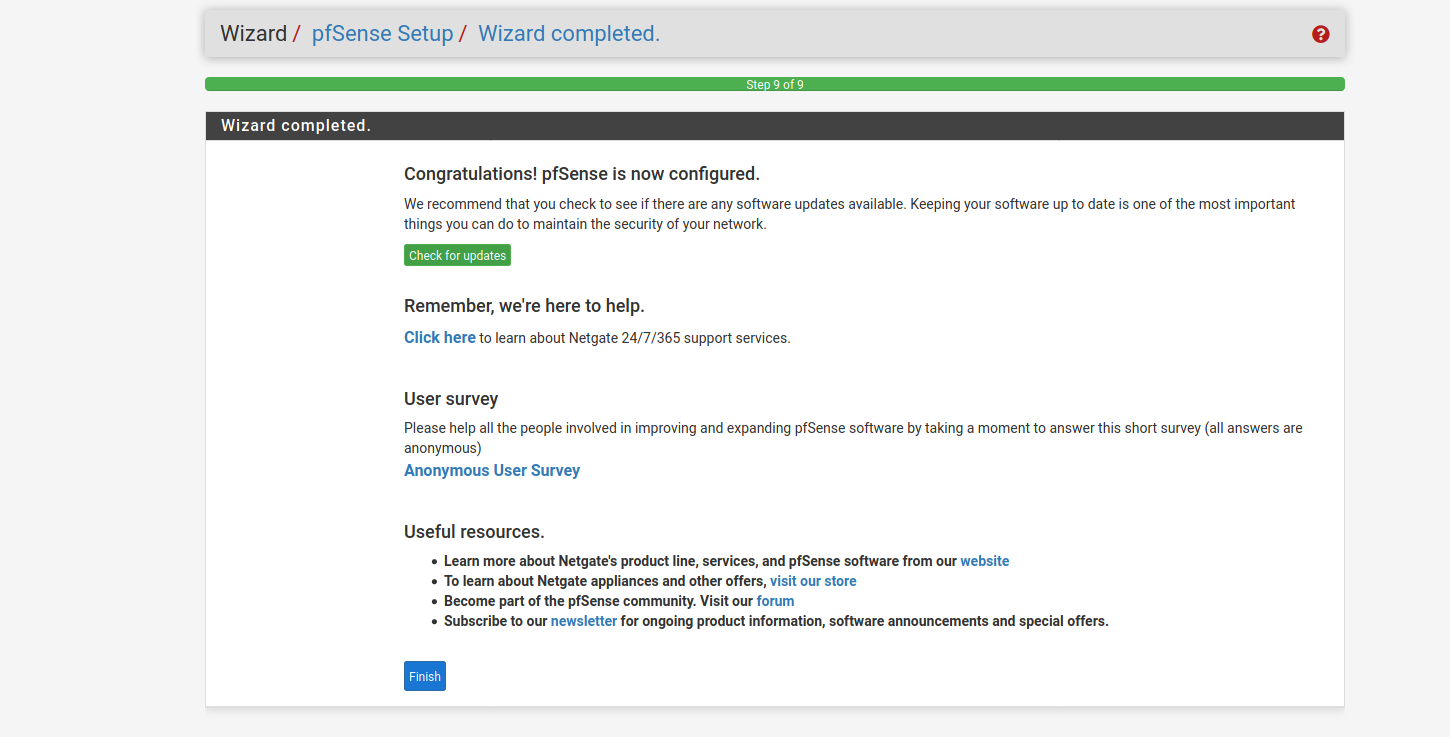 Wizard / pfSense Setup / Wizard completed.
Step 9 of 9
Wizard completed.
Congratulations! pfSense is now configured.
We recommend that you check to see if there are any software updates available. Keeping your software up to date is one of the most important
things you can do to maintain the security of your network.
Check for updates
Remember, we're here to help.
Click here to learn about Netgate 24/7/365 support services.
User survey
Please help all the people involved in improving and expanding pfSense software by taking a moment to answer this short survey (all answers are
anonymous)
Anonymous User Survey
Useful resources.
• Learn more about Netgate's product line, services, and pfSense software from our website
• To learn about Netgate appliances and other offers, visit our store
• Become part of the pfSense community. Visit our forum
• Subscribe to our newsletter for ongoing product information, software announcements and special offers.
Finish